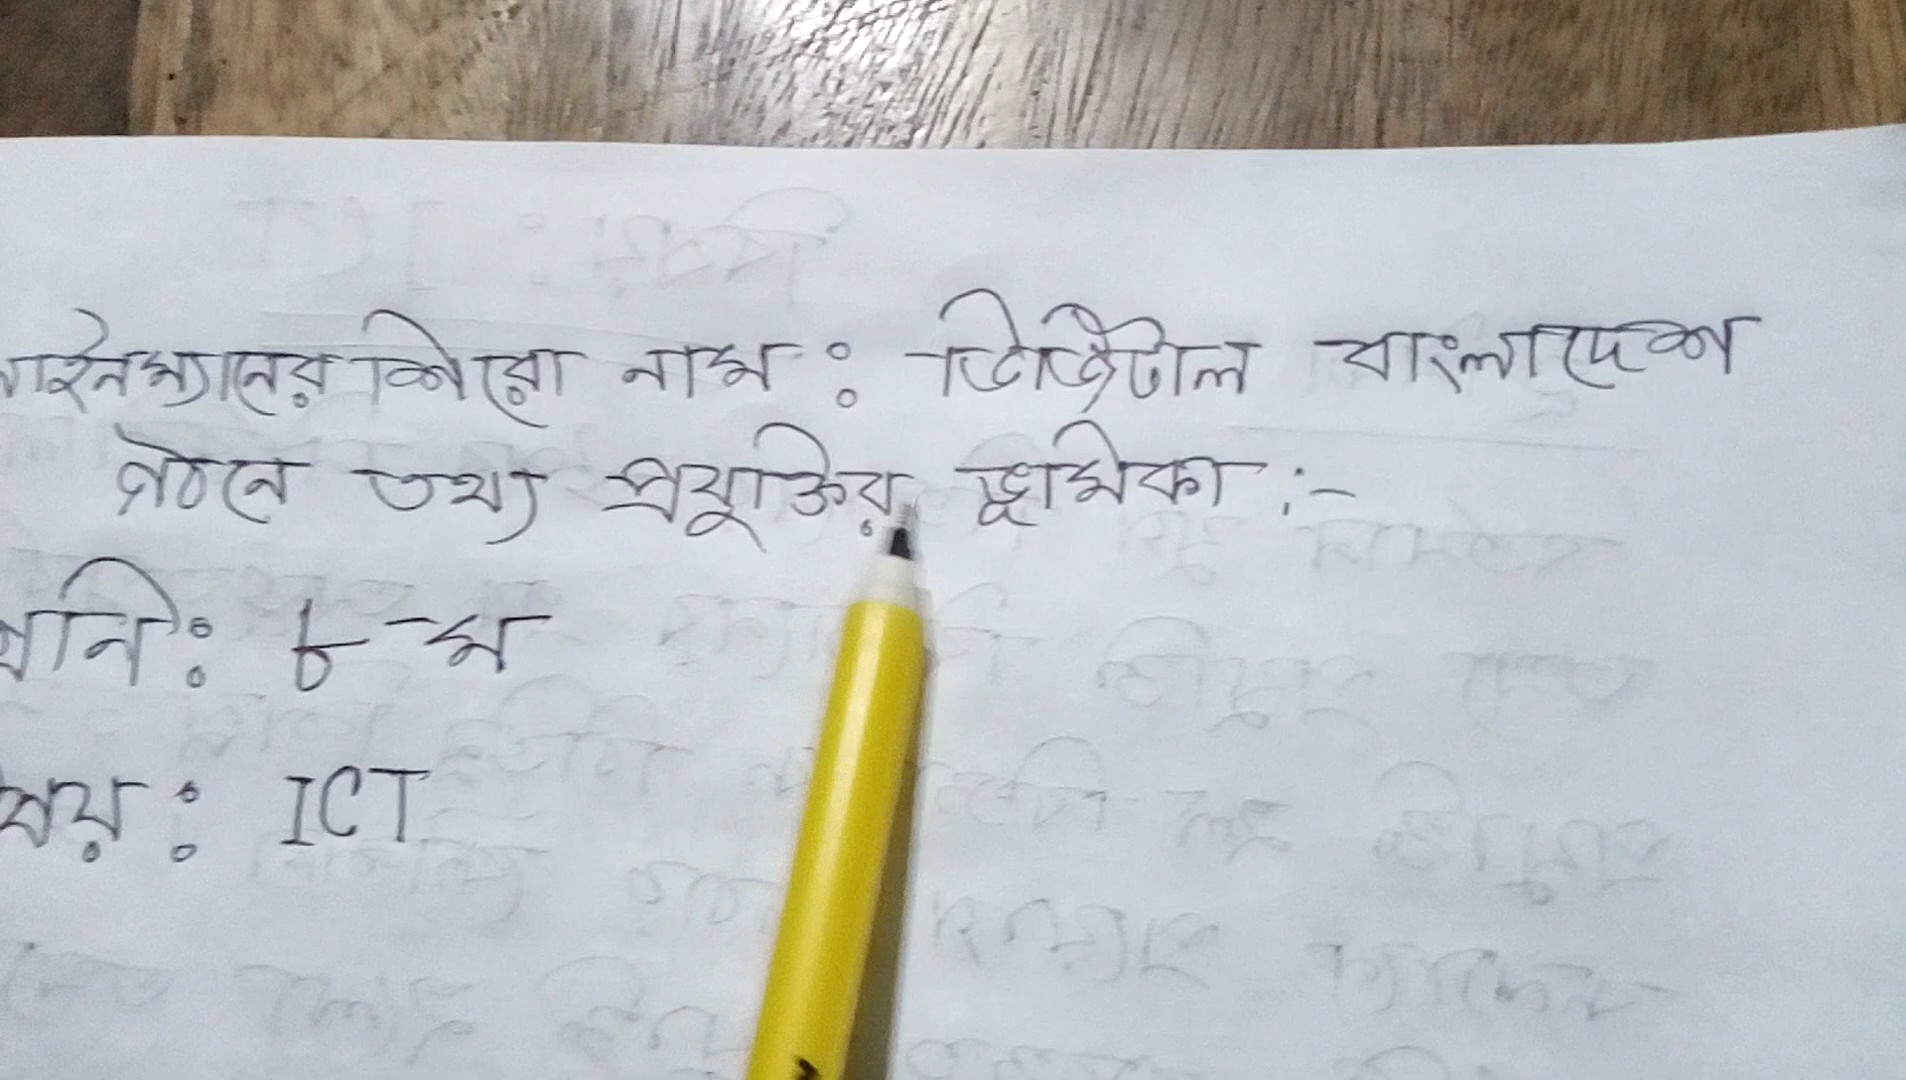 াইনম্যানের শিরো নাম: ডিজিটাল বাংলাদেশ
গঠনে তথ্য প্রযুক্তির ভূমিকা :-
েনি: ৮-ম
ষয়: ICT